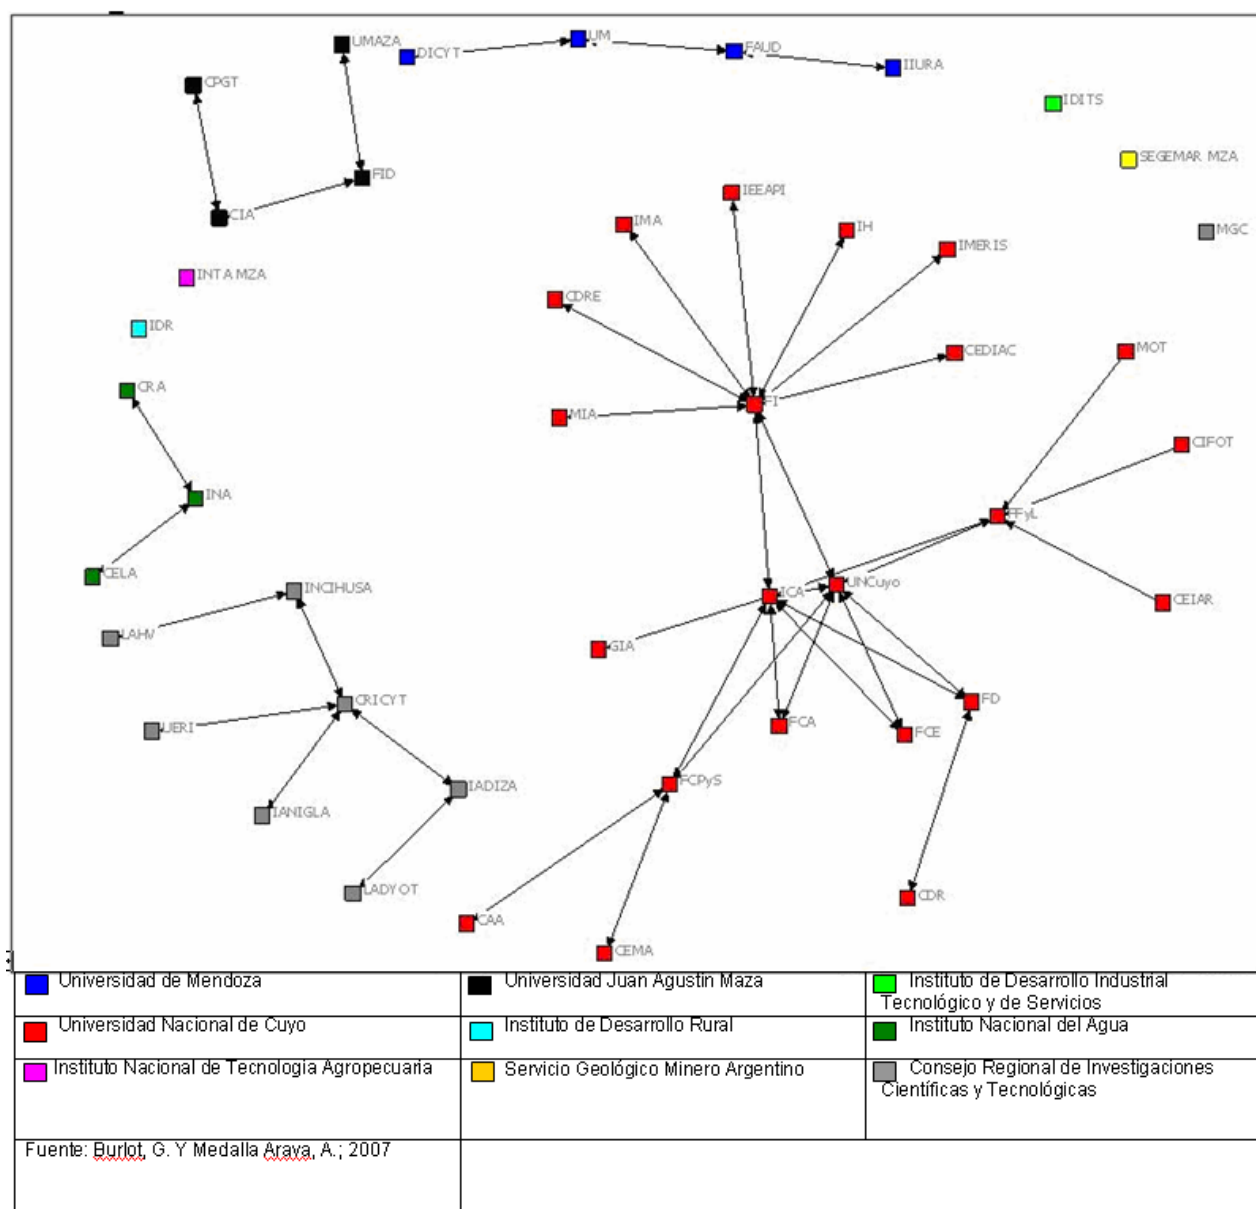 UMAZA
DICYT
UM
FAUD
IIURA
CPGT
IDITS
SEGEMAR MZA
FID
IEEAPI
CIA
IMA
IH
MGC
IMERIS
INTA MZA
CDRE
IDR
CEDIAC
MOT
CRA
FI
MIA
CIFOT
INA
FFyL
CELA
INCIHUSA
ICA
UNCuyo
CEIAR
LAHV
GIA
CRICYT
FD
UERI
FCA
FCE
FCPyS
IADIZA
IANIGLA
LADYOT
CDR
CAA
CEMA
Universidad de Mendoza
Universidad Juan Agustin Maza
Instituto de Desarrollo Industrial
Tecnológico y de Servicios
Universidad Nacional de Cuyo
Instituto de Desarrollo Rural
Instituto Nacional del Agua
Instituto Nacional de Tecnologia Agropecuaria
Servicio Geológico Minero Argentino
Consejo Regional de Investigaciones
Científicas y Tecnológicas
Fuente: Burlot, G. Y Medalla Araya, A.; 2007